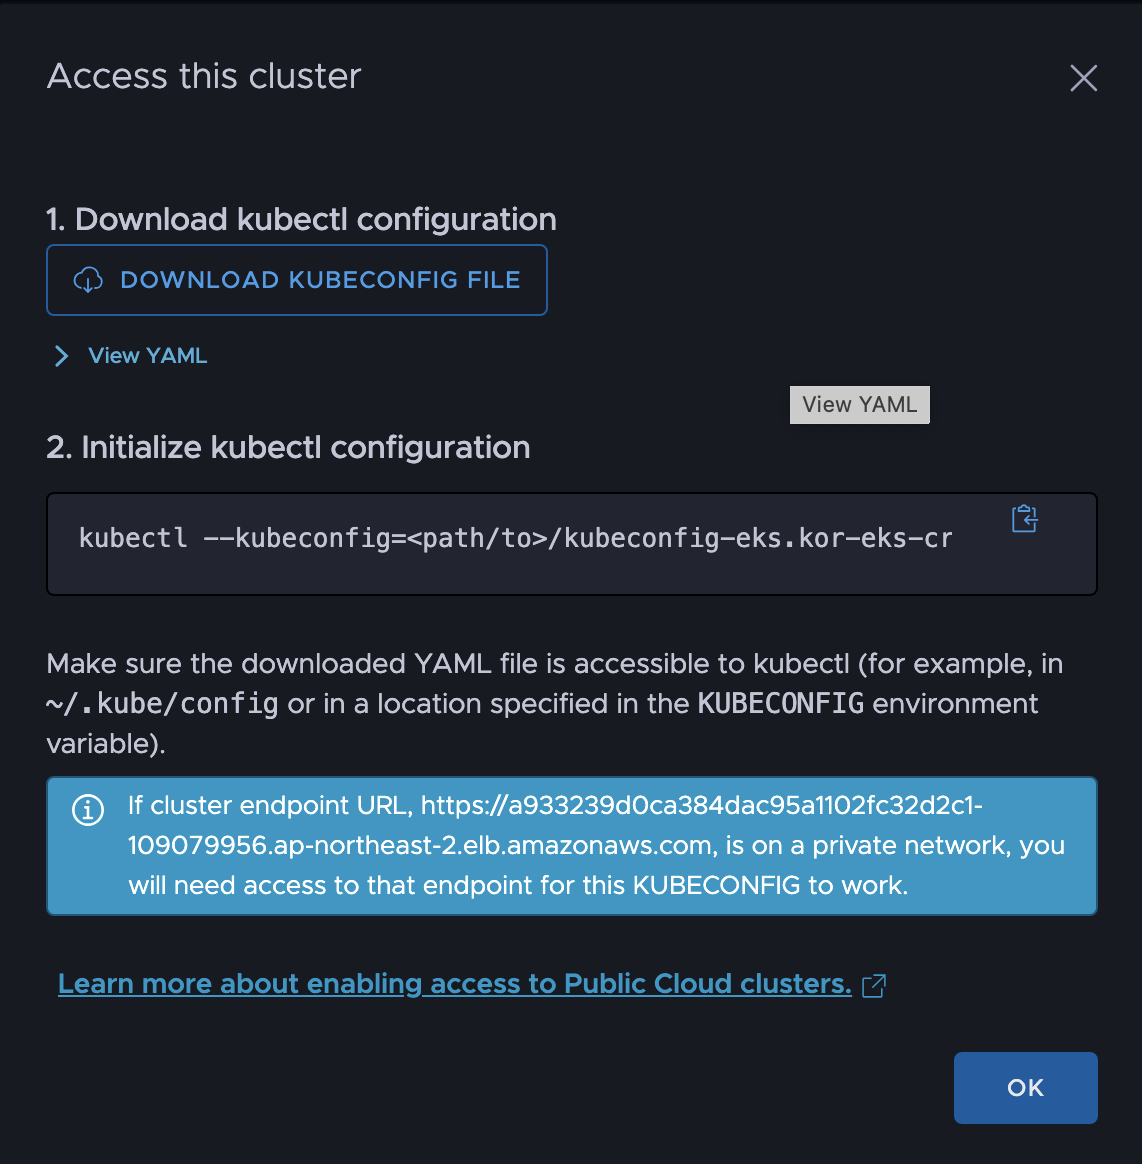 Access this cluster
1. Download kubectl configuration
DOWNLOAD KUBECONFIG FILE
View YAML
View YAML
2. Initialize kubectl configuration
kubectl --kubeconfig=<path/to>/kubeconfig-eks.kor-eks-cr
Make sure the downloaded YAML file is accessible to kubectl (for example, in
~/.kube/config or in a location specified in the KUBECONFIG environment
variable).
If cluster endpoint URL, https://a933239d0ca384dac95a1102fc32d2c1-
109079956.ap-northeast-2.elb.amazonaws.com, is on a private network, you
will need access to that endpoint for this KUBECONFIG to work.
Learn more about enabling access to Public Cloud clusters.
OK